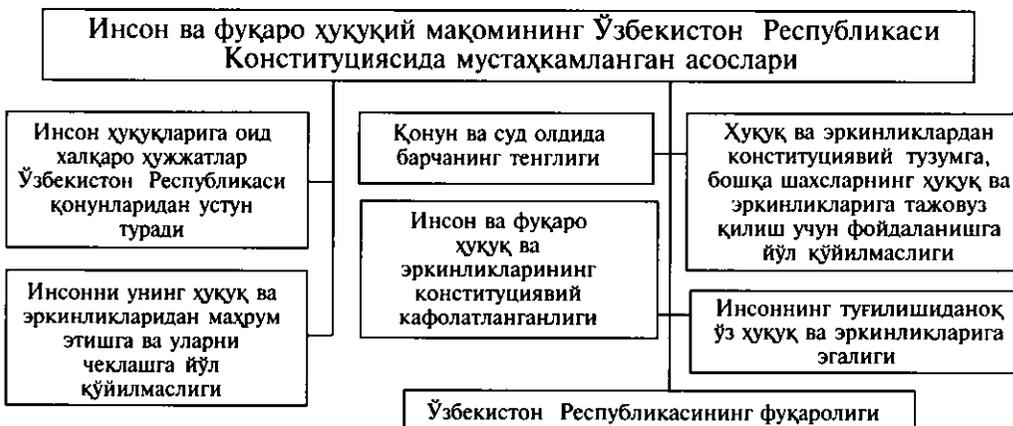 Инсон ва фуқаро ҳуқуқий мақомининг Ўзбекистон Республикаси
Конституциясида мустаҳкамланган асослари
Инсон ҳуқуқларига оид
халқаро ҳужжатлар
Ўзбекистон Республикаси
қонунларидан устун
туради
Инсонни унинг ҳуқуқ ва
эркинликларидан маҳрум
этишга ва уларни
чеклашга йўл
қўйилмаслиги
Қонун ва суд олдида
барчанинг тенглиги
Инсон ва фуқаро
ҳуқуқ ва
эркинликларининг
конституциявий
кафолатланганлиги
Ҳуқуқ ва эркинликлардан
конституциявий тузумга,
бошқа шахсларнинг ҳуқуқ ва
эркинликларига тажовуз
қилиш учун фойдаланишга
йўл қўйилмаслиги
Инсоннинг туғилишиданоқ
ўз ҳуқуқ ва эркинликларига
эгалиги
Ўзбекистон Республикасининг фуқаролиги